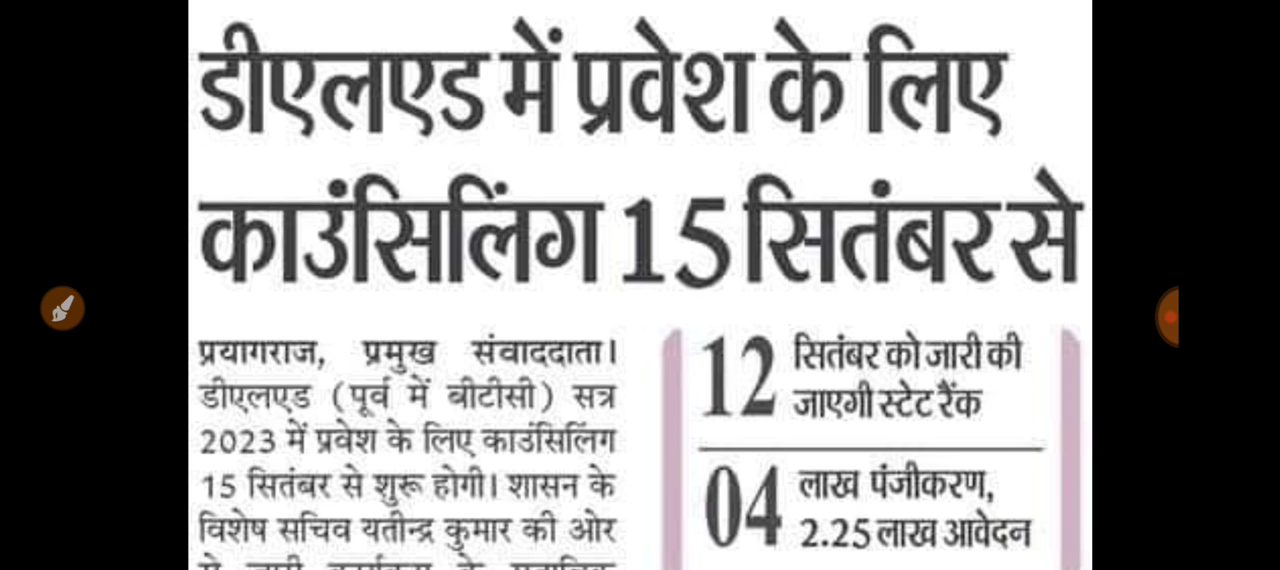 डीएलएड में प्रवेश के लिए
काउंसिलिंग 15 सितंबर से
प्रयागराज, प्रमुख संवाददाता।
डीएलएड (पूर्व में बीटीसी) सत्र
2023 में प्रवेश के लिए काउंसिलिंग
15 सितंबर से शुरू होगी। शासन के
विशेष सचिव यतीन्द्र कुमार की ओर
12 सितंबर को जारी की
जाएगी स्टेट रैंक
04 लाख पंजीकरण,
2.25 लाख आवेदन